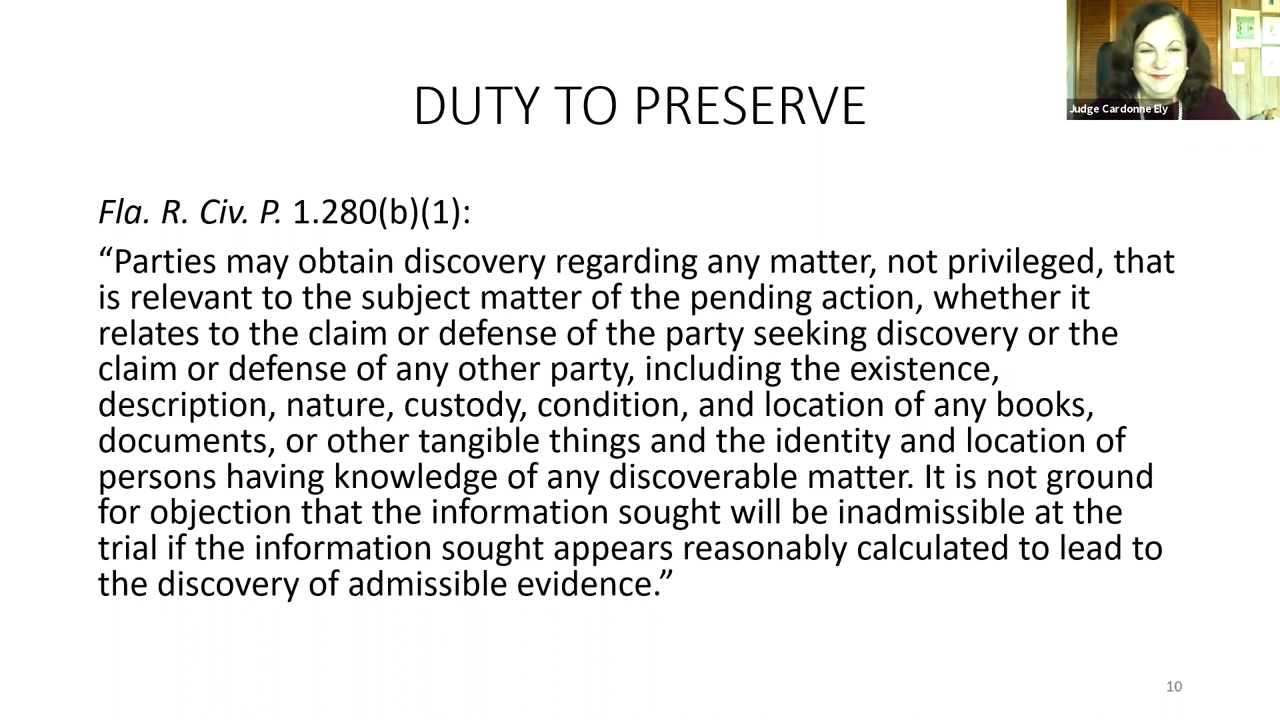 Judge Cardonne Ely
DUTY TO PRESERVE
Fla. R. Civ. P. 1.280(b)(1):
“Parties may obtain discovery regarding any matter, not privileged, that
is relevant to the subject matter of the pending action, whether it
relates to the claim or defense of the party seeking discovery or the
claim or defense of any other party, including the existence,
description, nature, custody, condition, and location of any books,
documents, or other tangible things and the identity and location of
persons having knowledge of any discoverable matter. It is not ground
for objection that the information sought will be inadmissible at the
trial if the information sought appears reasonably calculated to lead to
the discovery of admissible evidence.”
10